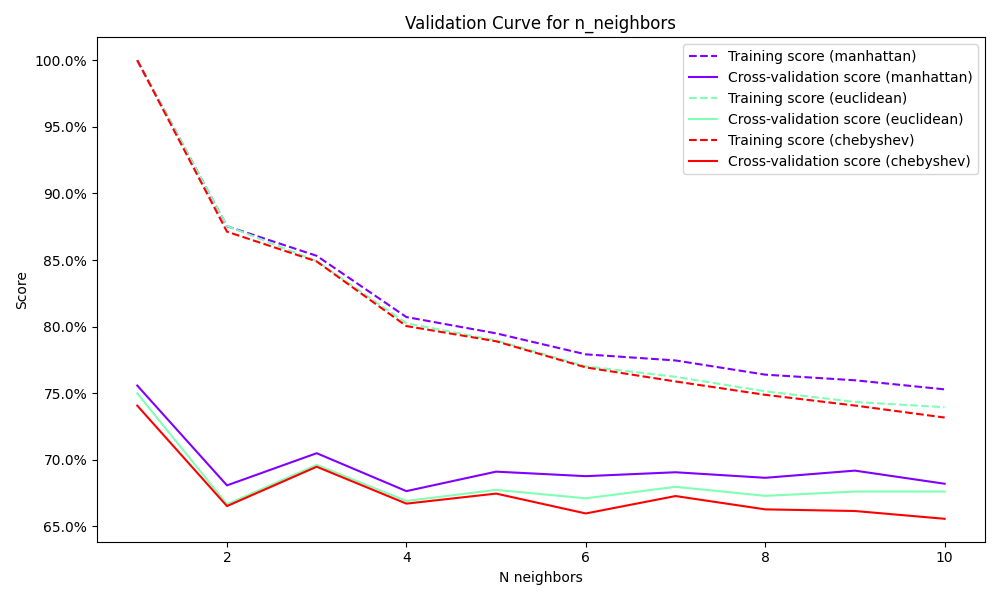 Validation Curve for n_neighbors
100.0%
95.0%
90.0%
85.0%
80.0%
75.0%
70.0%
65.0%
Score
Training score (manhattan)
Cross-validation score (manhattan)
Training score (euclidean)
Cross-validation score (euclidean)
Training score (chebyshev)
Cross-validation score (chebyshev)
2
4
6
8
10
N neighbors